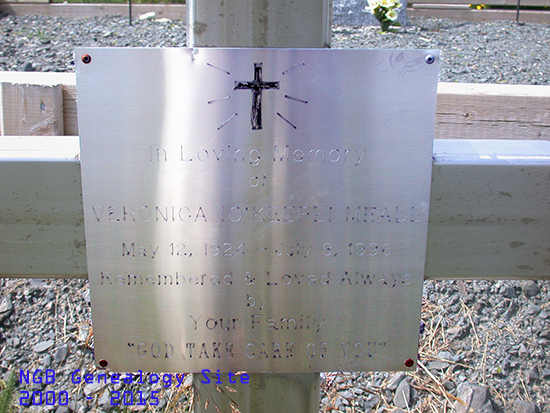 In Loving Memory
of
VERONICA (O'KEEFE) MEADE
May 12, 1924 - July 8, 1996
Remembered & Loved Always
by
Your Family
"GOD TAKE CARE OF YOU"
NGB Genealogy Site
2000 - 2015